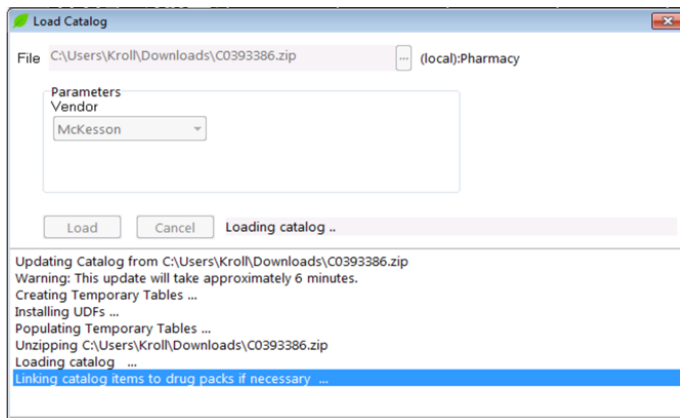 Load Catalog
File C:\Users\Kroll\Downloads\C0393386.zip ... (local):Pharmacy
Parameters
Vendor
McKesson
Load Cancel Loading catalog ..
Updating Catalog from C:\Users\Kroll\Downloads\C0393386.zip
Warning: This update will take approximately 6 minutes.
Creating Temporary Tables ...
Installing UDFs ...
Populating Temporary Tables ...
Unzipping C:\Users\Kroll\Downloads\C0393386.zip
Loading catalog ...
Linking catalog items to drug packs if necessary ...